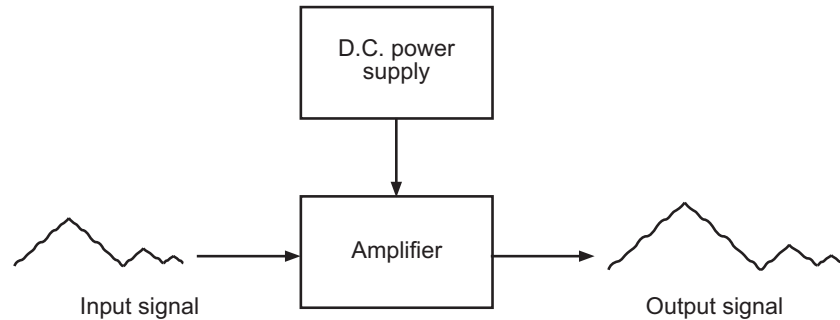 D.C. power
supply
Amplifier
Input signal
Output signal